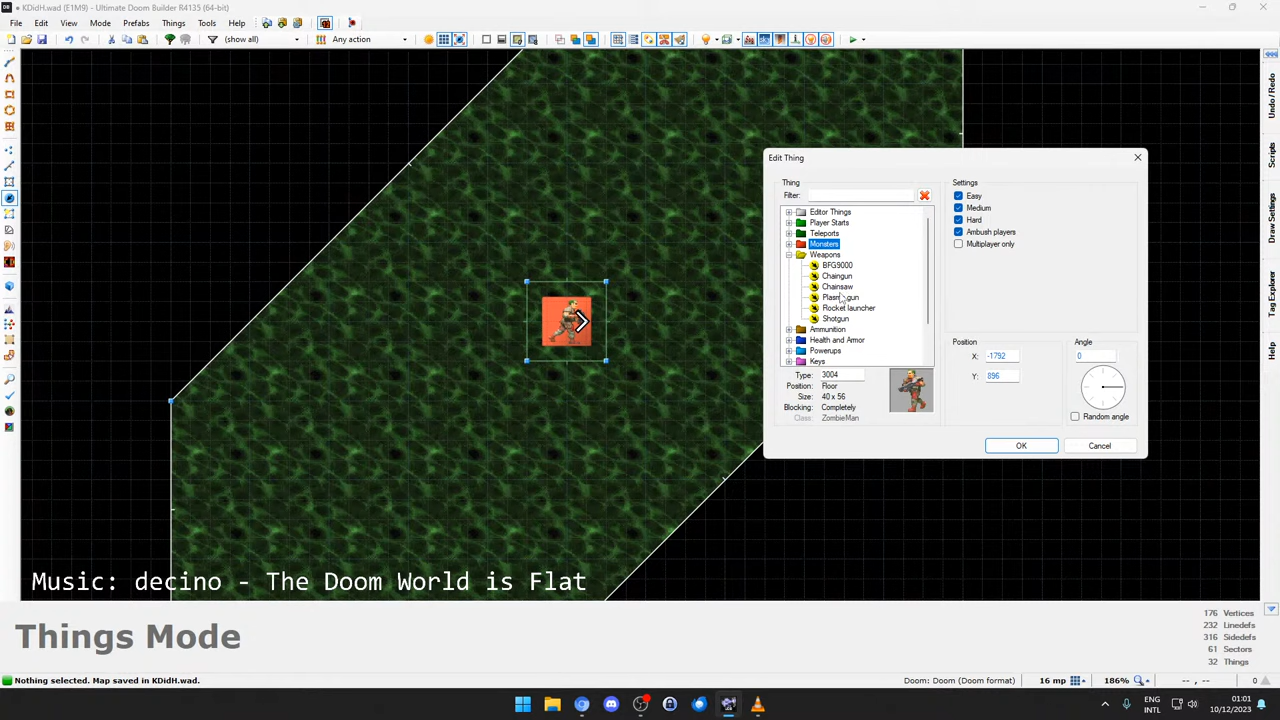 • KDidH.wad (E1M9) - Ultimate Doom Builder R4135 (64-bit)
File Edit View Mode Prefabs Things Tools Help
(show all) Any action
Edit Thing
Thing
Filter:
Editor Things
Player Starts
Teleports
Monsters
Weapons
BFG9000
Chaingun
Chainsaw
Plasma gun
Rocket launcher
Shotgun
Ammunition
Health and Armor
Powerups
Keys
Type: 3004
Position: Floor
Size: 40 x 56
Blocking: Completely
Class: ZombieMan
Settings
Easy
Medium
Hard
Ambush players
Multiplayer only
Position
X: -1792
Y: 896
Angle
0
Random angle
OK Cancel
Undo / Redo
Scripts
Draw Settings
Tag Explorer
Help
Music: decino - The Doom World is Flat
Things Mode
176 Vertices
232 Linedefs
316 Sidedefs
61 Sectors
32 Things
Nothing selected. Map saved in KDidH.wad.
Doom: Doom (Doom format) 16 mp 186% -- , -- 0
ENG
INTL
01:01
10/12/2023